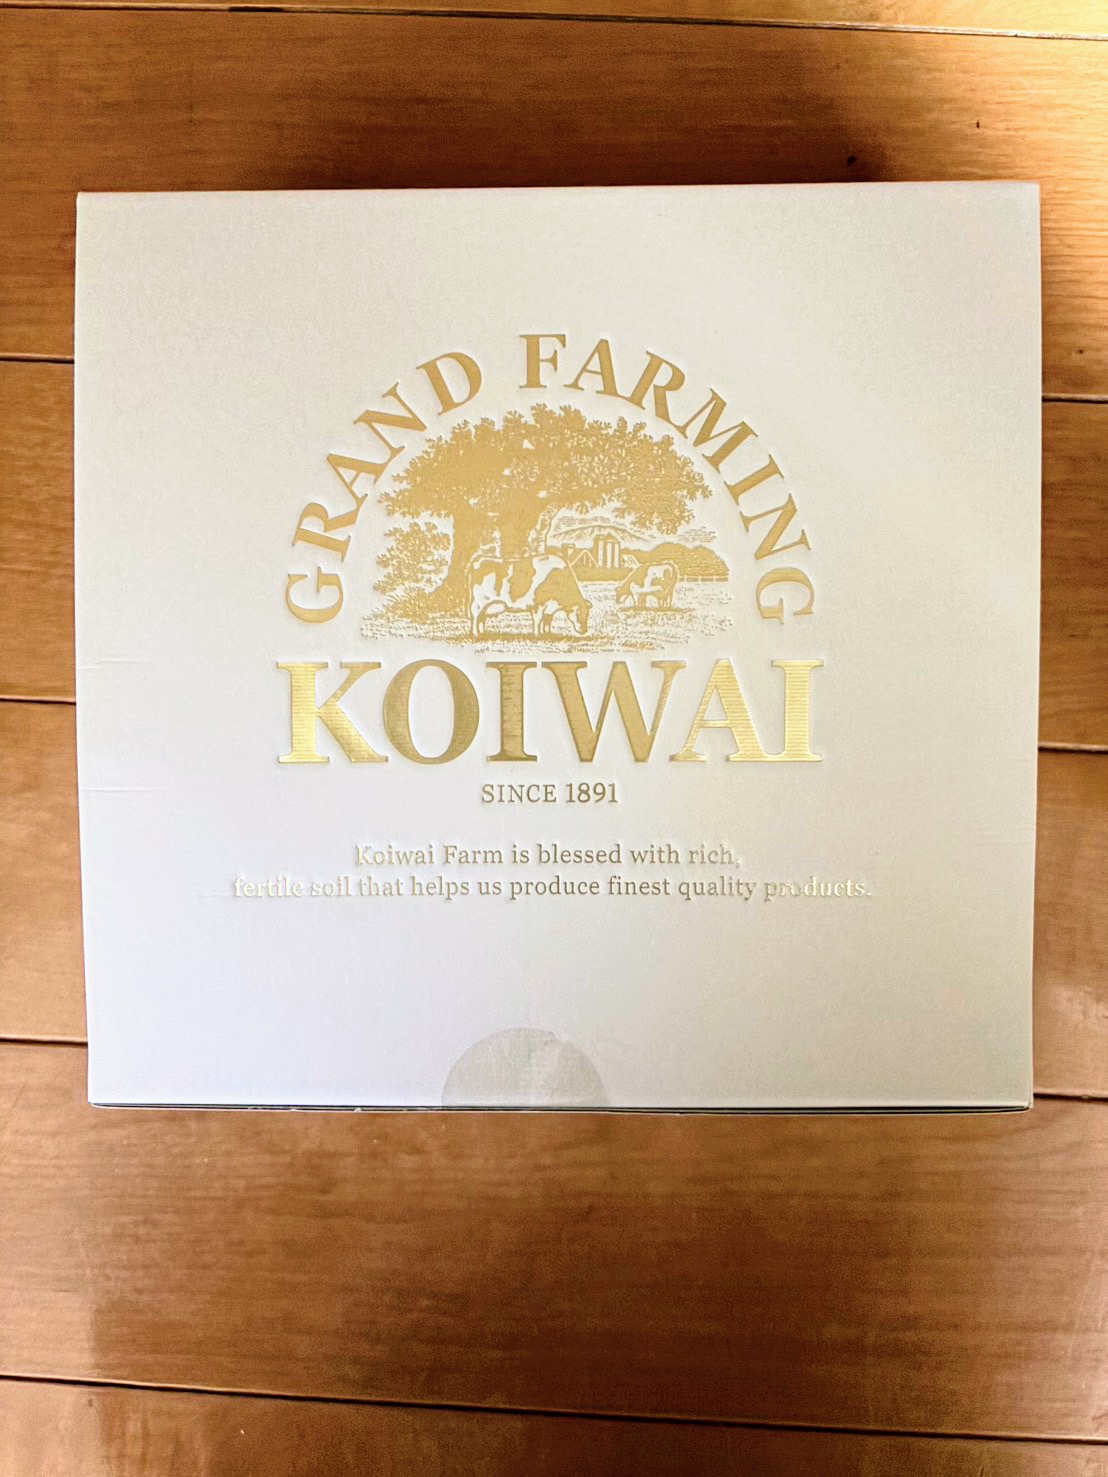 GRAND FARMING
KOIWAI
SINCE 1891
Koiwai Farm is blessed with rich,
fertile soil that helps us produce finest quality products.